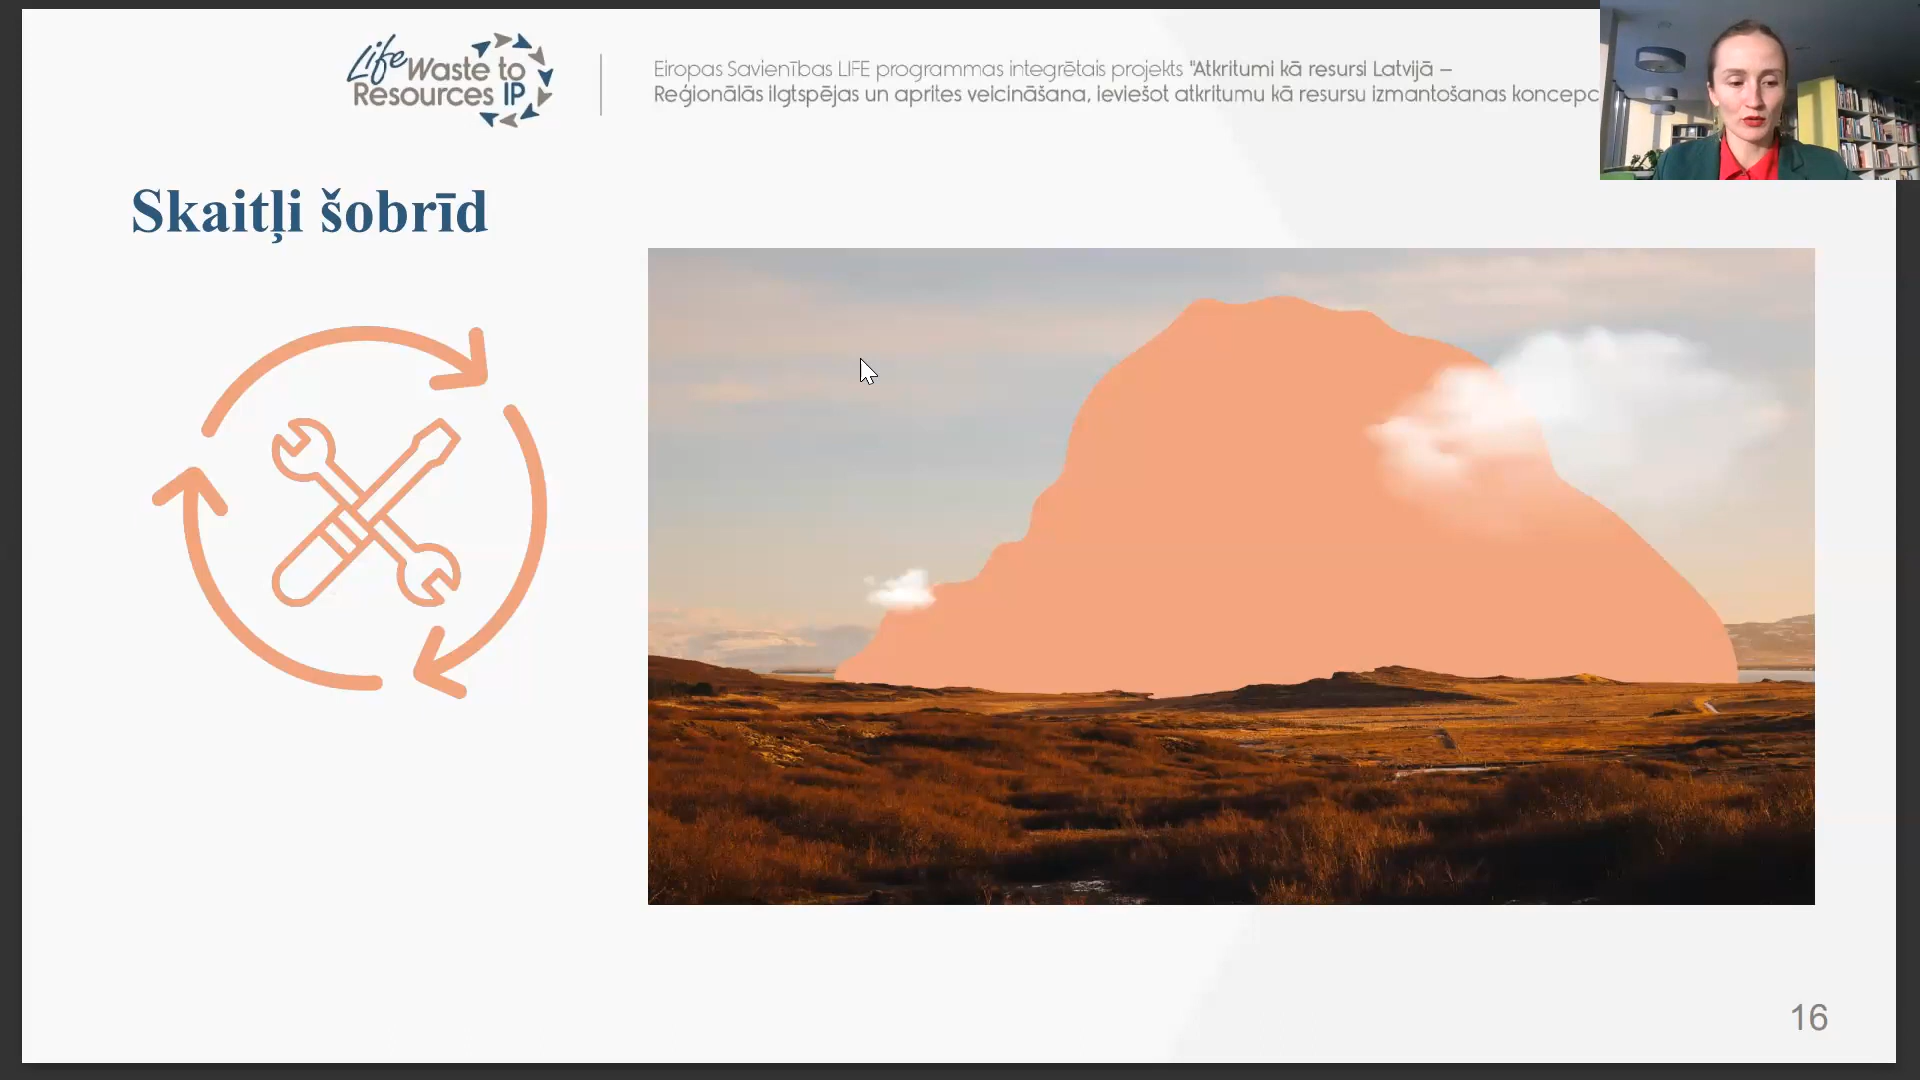 Life Waste to
Resources IP
Eiropas Savienības LIFE programmas integrētais projekts "Atkritumi kā resursi Latvijā –
Reģionālās ilgtspējas un aprites veicināšana, ieviešot atkritumu kā resursu izmantošanas koncepc
Skaitļi šobrīd
16